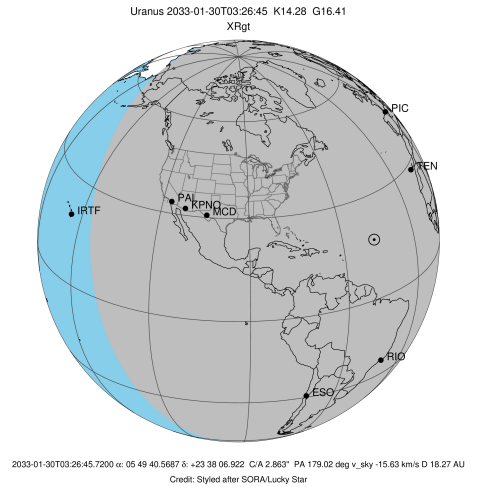 Uranus 2033-01-30T03:26:45 K14.28 G16.41
XRgt
PIC
TEN
PAL
KPNO
MCD
IRTF
RIO
ESO
2033-01-30T03:26:45.7200 α: 05 49 40.5687 δ: +23 38 06.922 C/A 2.863" PA 179.02 deg v_sky -15.63 km/s D 18.27 AU
Credit: Styled after SORA/Lucky Star